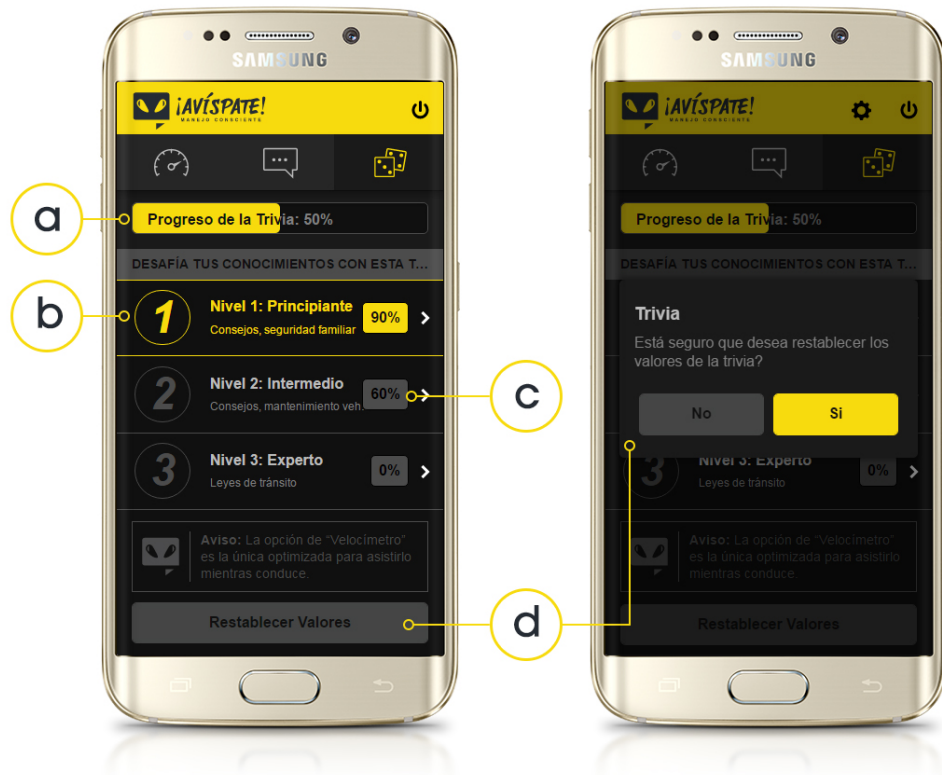 SAMSUNG
¡AVÍSPATE!
MANEJO CONSCIENTE
a
Progreso de la Trivia: 50%
DESAFÍA TUS CONOCIMIENTOS CON ESTA T...
b
1
Nivel 1: Principiante
Consejos, seguridad familiar
90%
2
Nivel 2: Intermedio
Consejos, mantenimiento veh.
60%
c
3
Nivel 3: Experto
Leyes de trânsito
0%
Aviso: La opción de “Velocímetro”
es la única optimizada para asistirlo
mientras conduce.
Restablecer Valores
d
SAMSUNG
¡AVÍSPATE!
MANEJO CONSCIENTE
Progreso de la Trivia: 50%
DESAFÍA TUS CONOCIMIENTOS CON ESTA T...
Trivia
Está seguro que desea restablecer los
valores de la trivia?
No
Si
3
Nivel 3: Experto
Leyes de trânsito
0%
Aviso: La opción de “Velocímetro”
es la única optimizada para asistirlo
mientras conduce.
Restablecer Valores